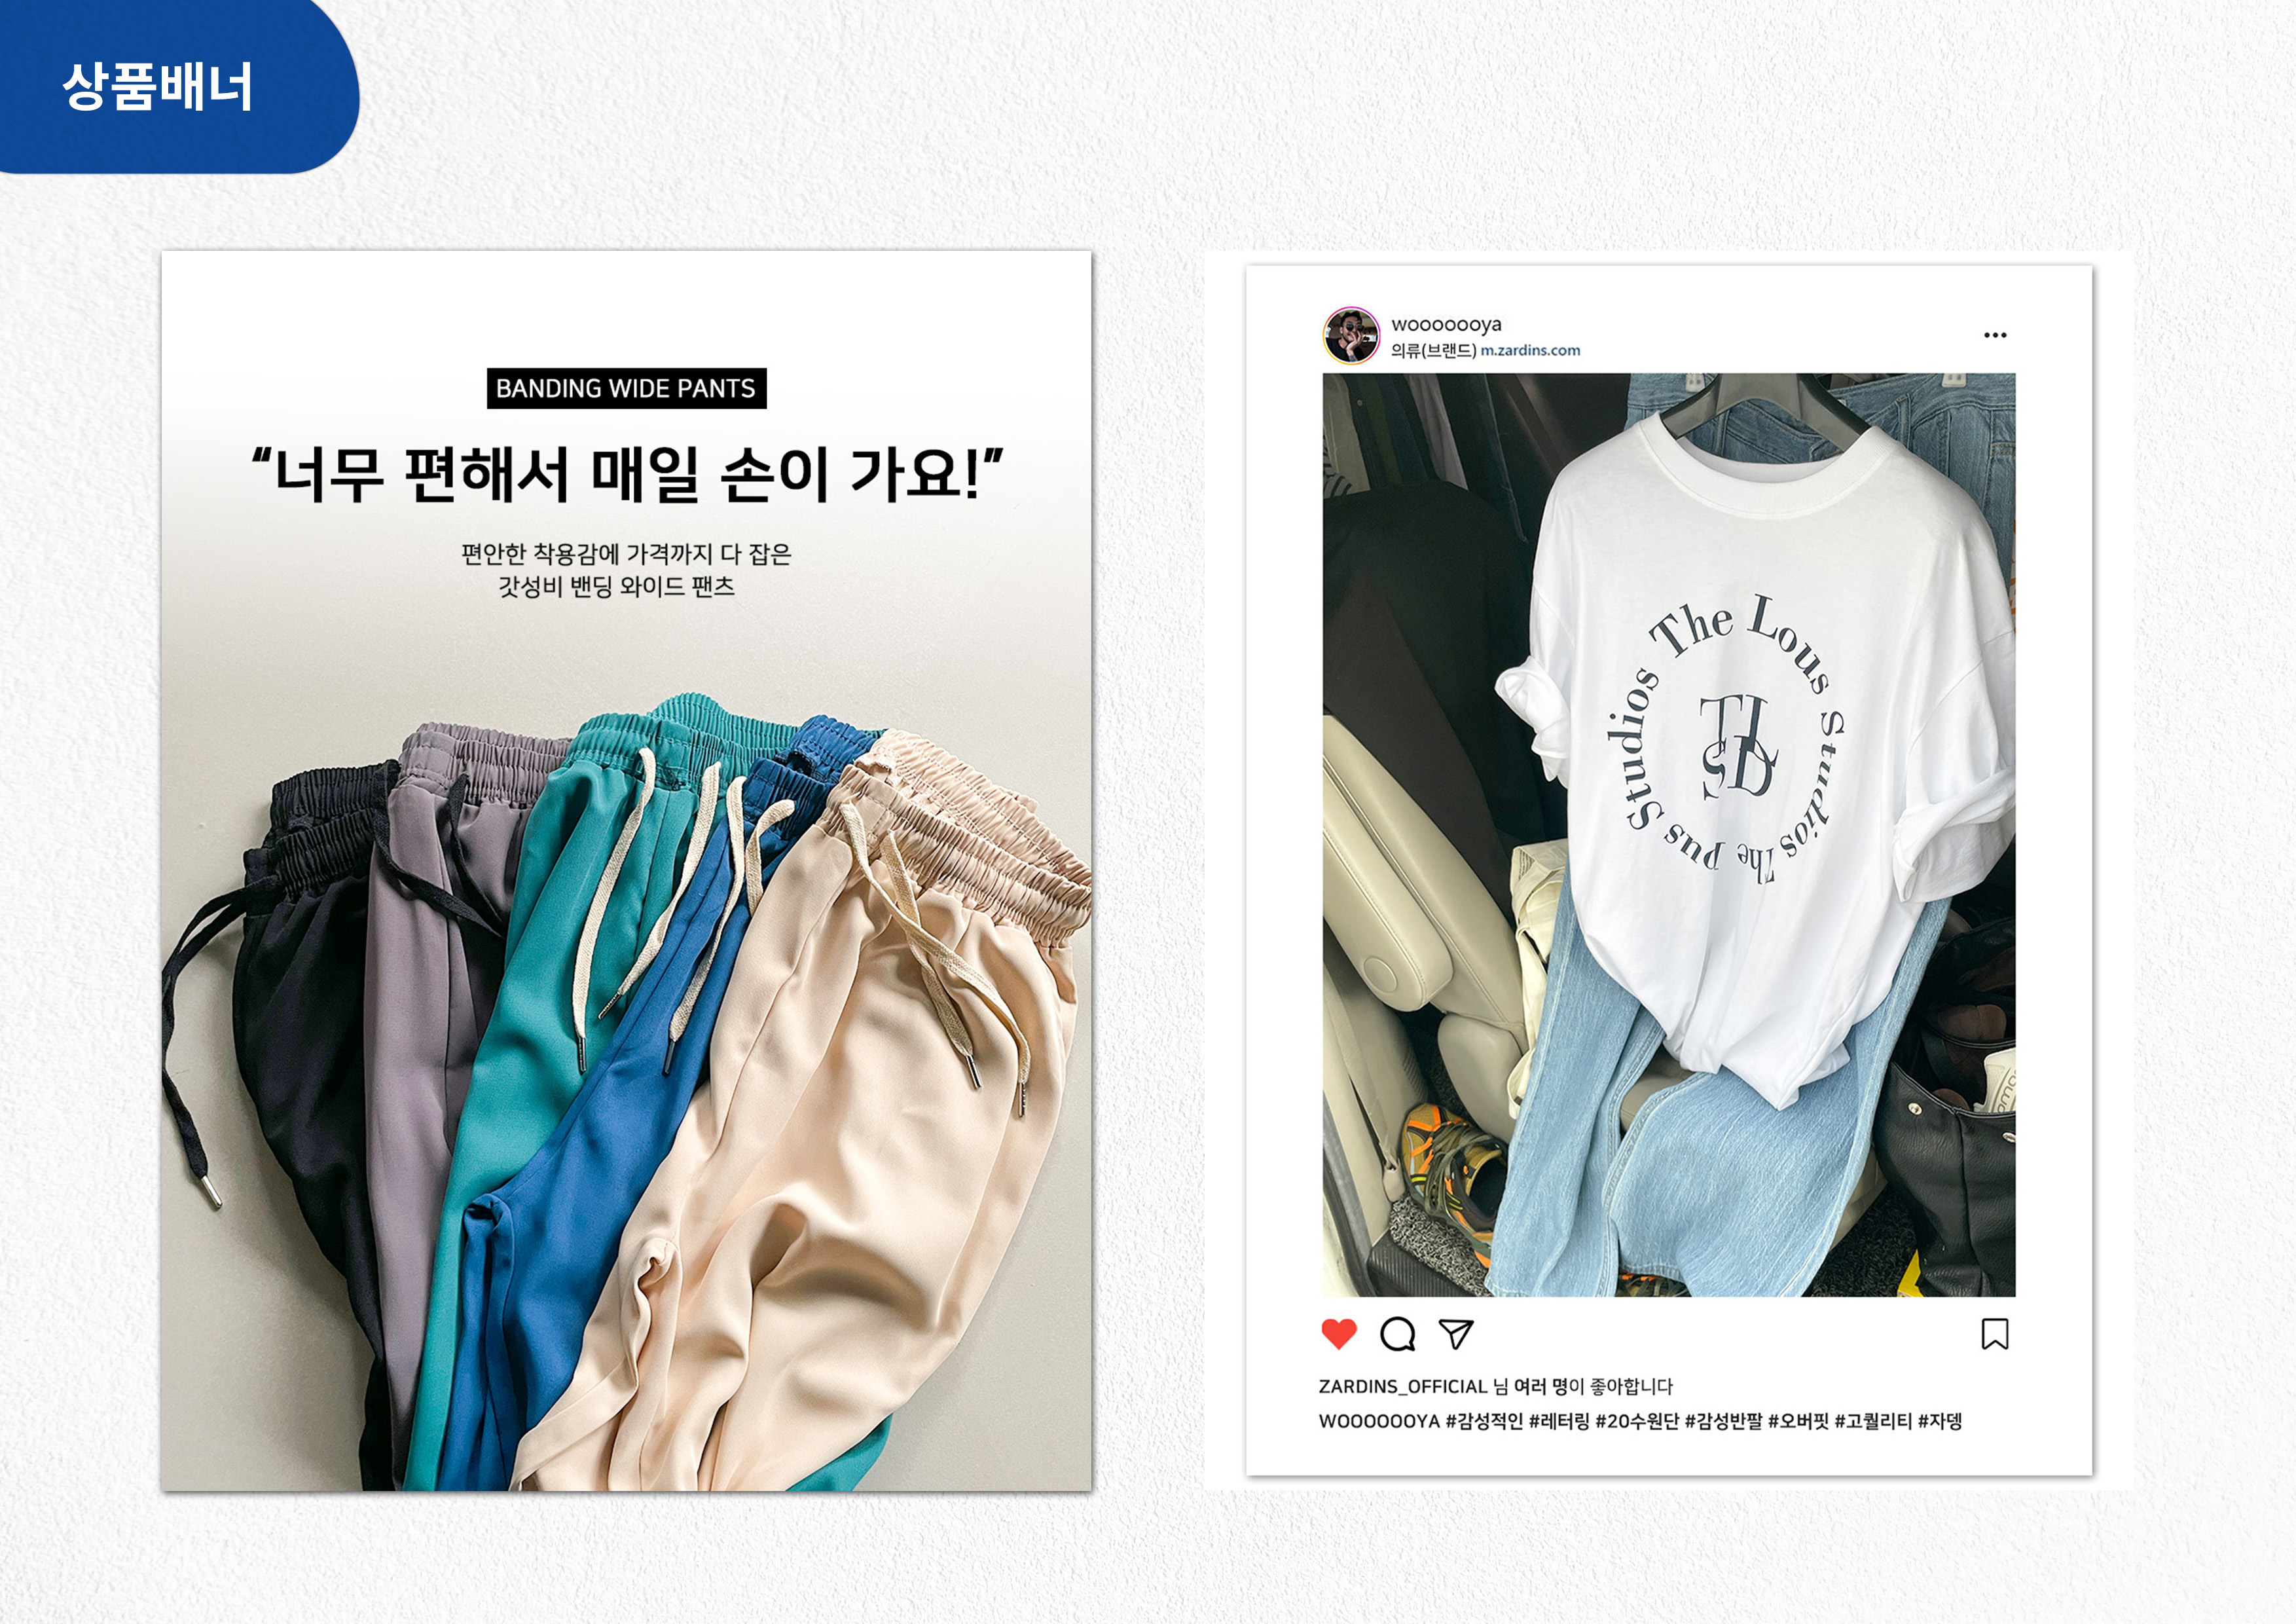 상품배너
BANDING WIDE PANTS
“너무 편해서 매일 손이 가요!”
편안한 착용감에 가격까지 다 잡은
갓성비 밴딩 와이드 팬츠
wooooooya
의류(브랜드) m.zardins.com
The Lous Studios The pus Studios
TLSD
ZARDINS_OFFICIAL 님 여러 명이 좋아합니다
WOOOOOOYA #감성적인 #레터링 #20수원단 #감성반팔 #오버핏 #고퀄리티 #자뎅